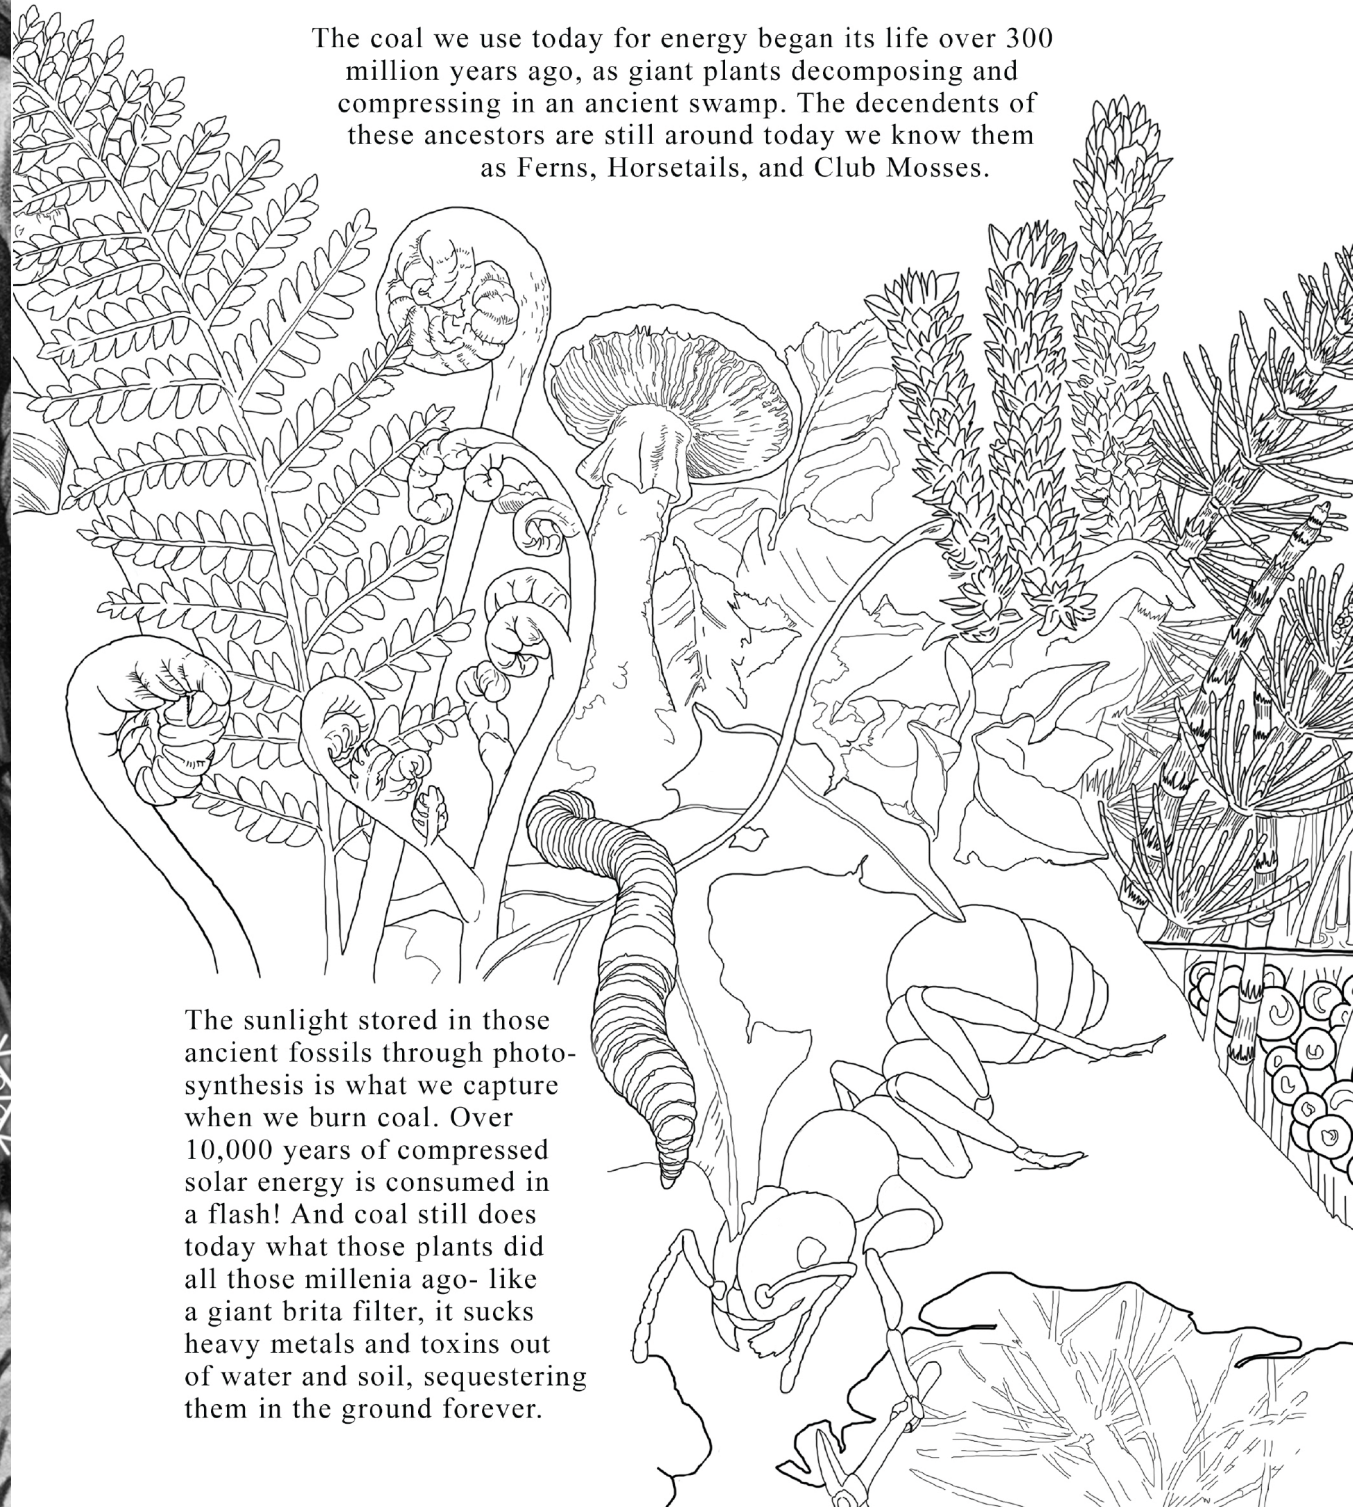 The coal we use today for energy began its life over 300
million years ago, as giant plants decomposing and
compressing in an ancient swamp. The decendents of
these ancestors are still around today we know them
as Ferns, Horsetails, and Club Mosses.
The sunlight stored in those
ancient fossils through photo-
synthesis is what we capture
when we burn coal. Over
10,000 years of compressed
solar energy is consumed in
a flash! And coal still does
today what those plants did
all those millenia ago- like
a giant brita filter, it sucks
heavy metals and toxins out
of water and soil, sequestering
them in the ground forever.